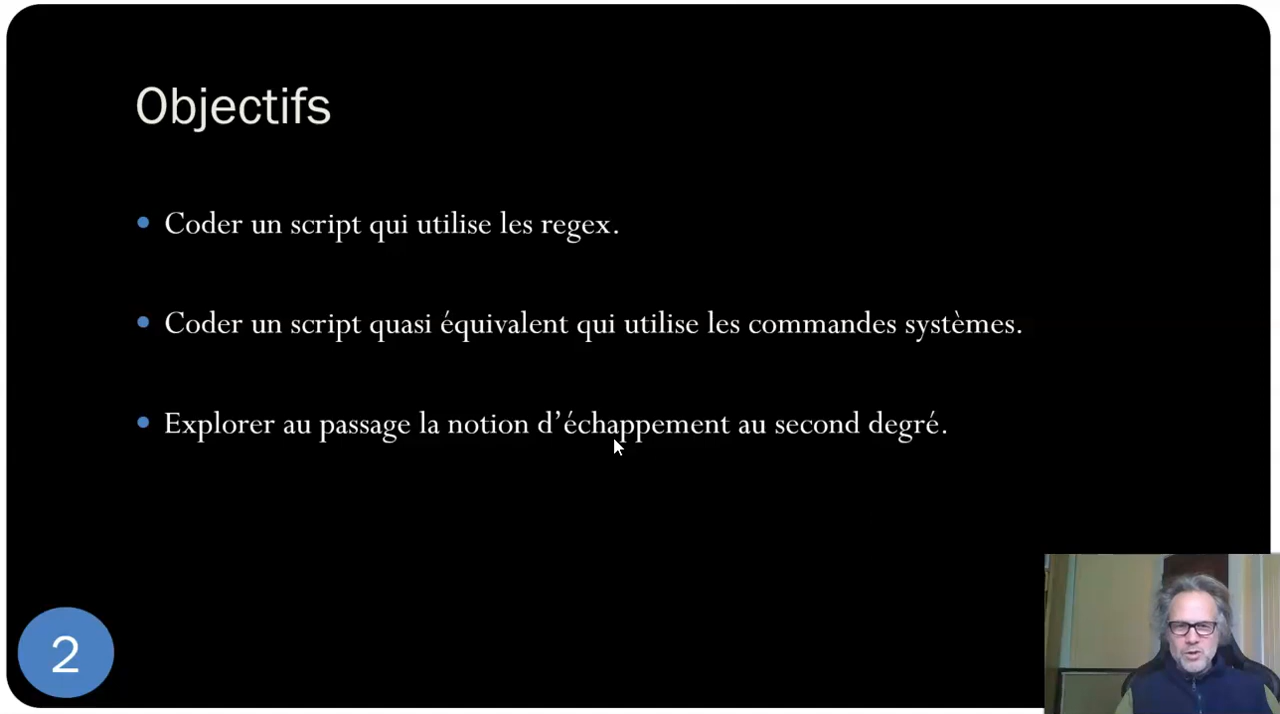 Objectifs
Coder un script qui utilise les regex.
Coder un script quasi équivalent qui utilise les commandes systèmes.
Explorer au passage la notion d’échappement au second degré.
2